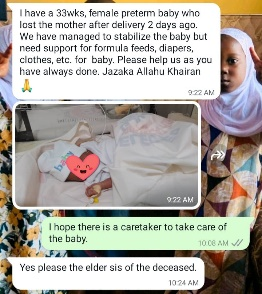 I have a 33wks, female preterm baby who
lost the mother after delivery 2 days ago.
We have managed to stabilize the baby but
need support for formula feeds, diapers,
clothes, etc. for  baby. Please help us as you
have always done. Jazaka Allahu Khairan
🙏
9:22 AM
9:22 AM
I hope there is a caretaker to take care of
the baby.
10:08 AM
Yes please the elder sis of the deceased.
10:24 AM